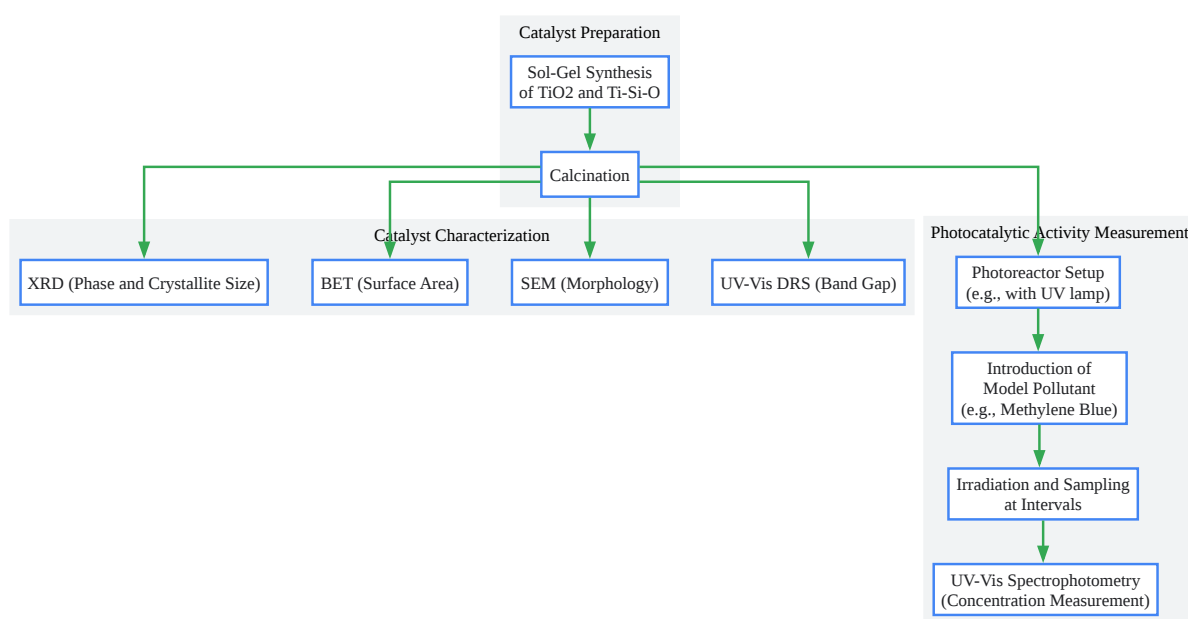 Catalyst Preparation
Sol-Gel Synthesis
of TiO2 and Ti-Si-O
Calcination
Catalyst Characterization
XRD (Phase and Crystallite Size)
BET (Surface Area)
SEM (Morphology)
UV-Vis DRS (Band Gap)
Photocatalytic Activity Measurement
Photoreactor Setup
(e.g., with UV lamp)
Introduction of
Model Pollutant
(e.g., Methylene Blue)
Irradiation and Sampling
at Intervals
UV-Vis Spectrophotometry
(Concentration Measurement)